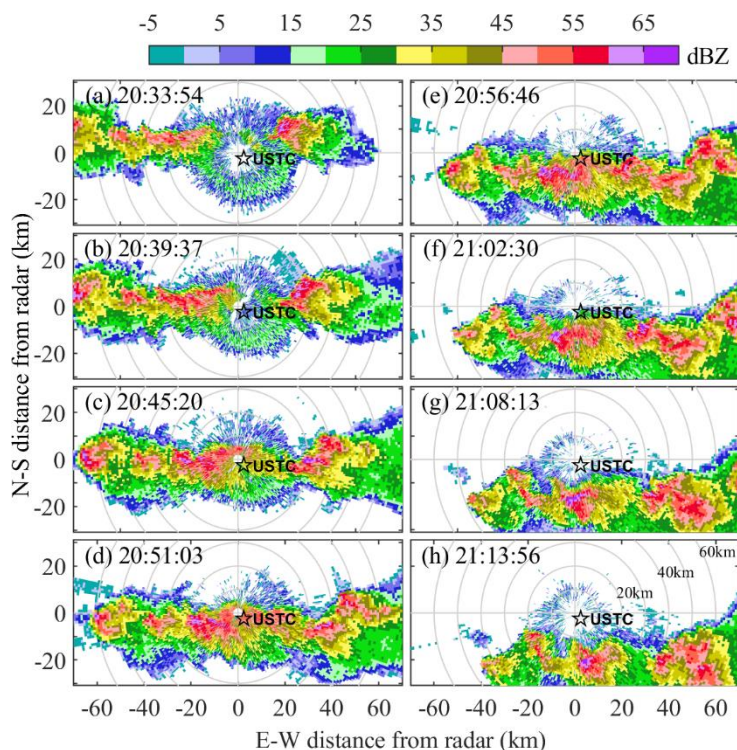 -5 5 15 25 35 45 55 65 dBZ
(a) 20:33:54
USTC
(b) 20:39:37
USTC
(c) 20:45:20
USTC
(d) 20:51:03
USTC
(e) 20:56:46
USTC
(f) 21:02:30
USTC
(g) 21:08:13
USTC
(h) 21:13:56
60km
40km
20km
USTC
20
0
-20
20
0
-20
20
0
-20
20
0
-20
N-S distance from radar (km)
-60 -40 -20 0 20 40 60 -60 -40 -20 0 20 40 60
E-W distance from radar (km)